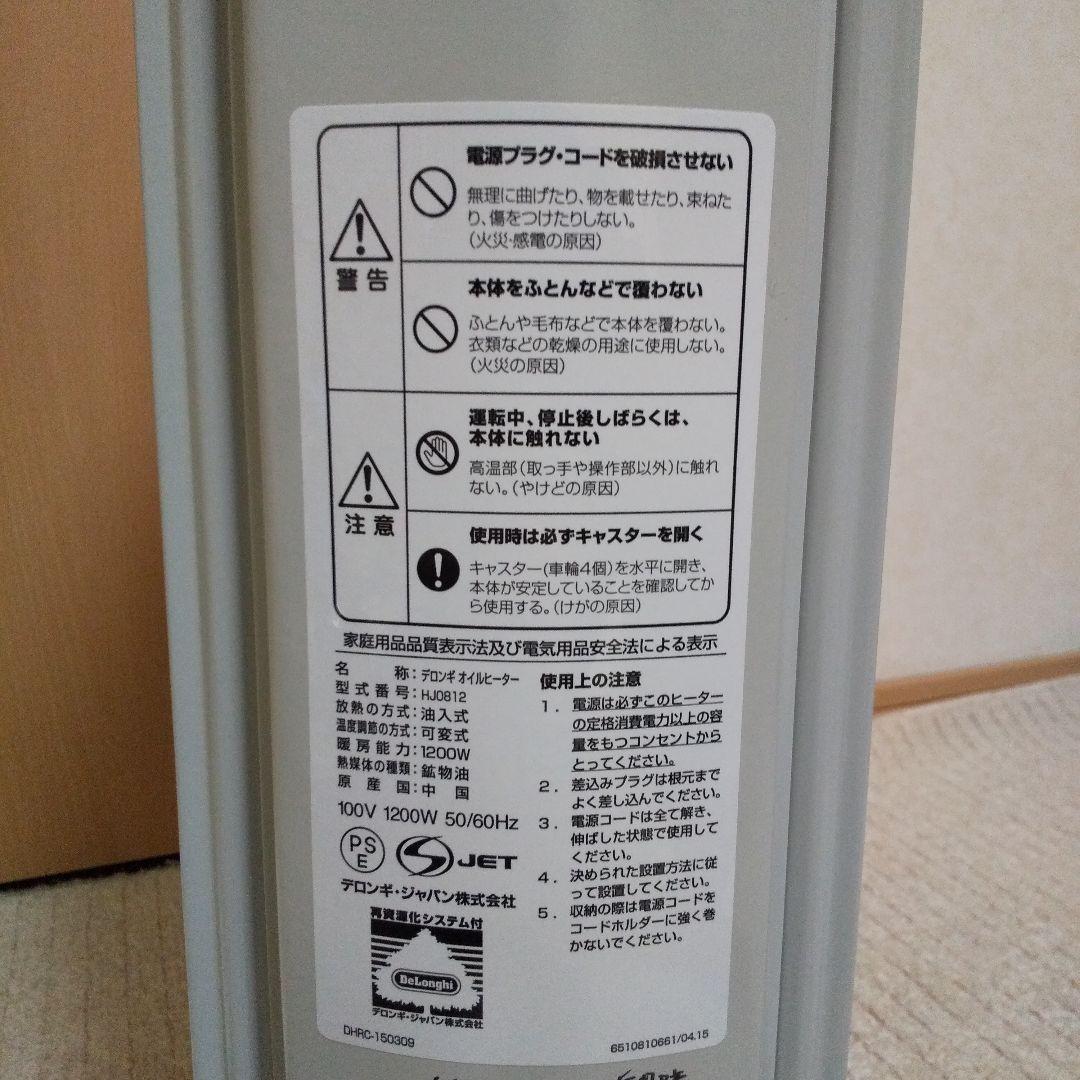 電源プラグ・コードを破損させない
無理に曲げたり、物を載せたり、束ねた
り、傷をつけたりしない。
（火災・感電の原因）
警告
本体をふとんなどで覆わない
ふとんや毛布などで本体を覆わない。
衣類などの乾燥の用途に使用しない。
（火災の原因）
運転中、停止後しばらくは、
本体に触れない
高温部（取っ手や操作部以外）に触れ
ない。（やけどの原因）
注意
使用時は必ずキャスターを開く
キャスター（車輪4個）を水平に開き、
本体が安定していることを確認してか
ら使用する。（けがの原因）
家庭用品品質表示法及び電気用品安全法による表示
名 称：デロンギ オイルヒーター
型式番号：HJ0812
放熱の方式：油入式
温度調節の方式：可変式
暖房能力：1200W
熱媒体の種類：鉱物油
原産国：中 国
100V 1200W 50/60Hz
PS
E
JET
デロンギ・ジャパン株式会社
再資源化システム付
DeLonghi
デロンギ・ジャパン株式会社
DHRC-150309
使用上の注意
1. 電源は必ずこのヒーター
の定格消費電力以上の容
量をもつコンセントから
とってください。
2. 差込みプラグは根元まで
よく差し込んでください。
3. 電源コードは全て解き、
伸ばした状態で使用して
ください。
4. 決められた設置方法に従
って設置してください。
5. 収納の際は電源コードを
コードホルダーに強く巻
かないでください。
6510810661/04.15